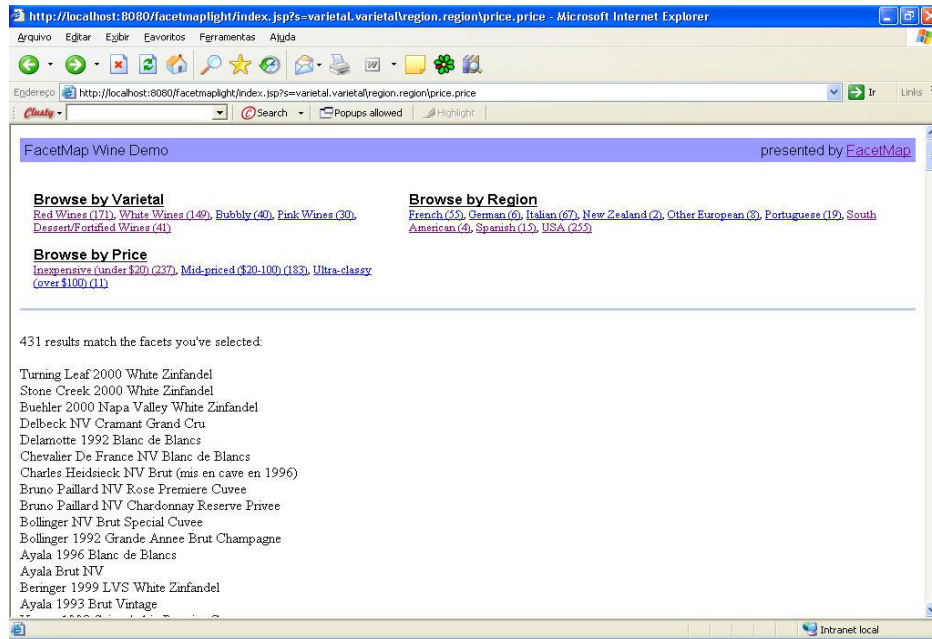 http://localhost:8080/facetmaplight/index.jsp?s=varietal.varietal\region.region\price.price - Microsoft Internet Explorer
Arquivo Editar Exibir Favoritos Ferramentas Ajuda
Endereço http://localhost:8080/facetmaplight/index.jsp?s=varietal.varietal\region.region\price.price Ir Links
Clusty Search Popups allowed Highlight
FacetMap Wine Demo presented by FacetMap
Browse by Varietal
Red Wines (171), White Wines (149), Bubbly (40), Pink Wines (30),
Dessert/Fortified Wines (41)
Browse by Region
French (55), German (6), Italian (67), New Zealand (2), Other European (8), Portuguese (19), South
American (4), Spanish (15), USA (255)
Browse by Price
Inexpensive (under $20) (237), Mid-priced ($20-100) (183), Ultra-classy
(over $100) (11)
431 results match the facets you've selected:
Turning Leaf 2000 White Zinfandel
Stone Creek 2000 White Zinfandel
Buehler 2000 Napa Valley White Zinfandel
Delbeck NV Cramant Grand Cru
Delamotte 1992 Blanc de Blancs
Chevalier De France NV Blanc de Blancs
Charles Heidsieck NV Brut (mis en cave en 1996)
Bruno Paillard NV Rose Premiere Cuvee
Bruno Paillard NV Chardonnay Reserve Privee
Bollinger NV Brut Special Cuvee
Bollinger 1992 Grande Annee Brut Champagne
Ayala 1996 Blanc de Blancs
Ayala Brut NV
Beringer 1999 LVS White Zinfandel
Ayala 1993 Brut Vintage
Intranet local